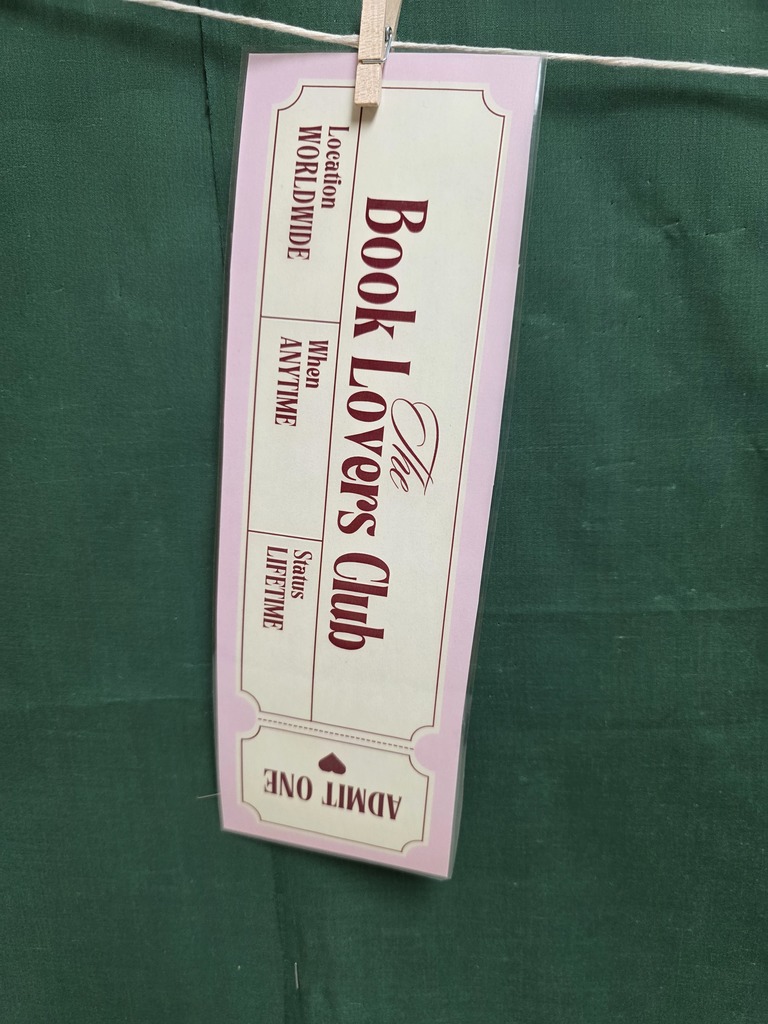 The
Book Lovers Club
Location
WORLDWIDE
When
ANYTIME
Status
LIFETIME
ADMIT ONE